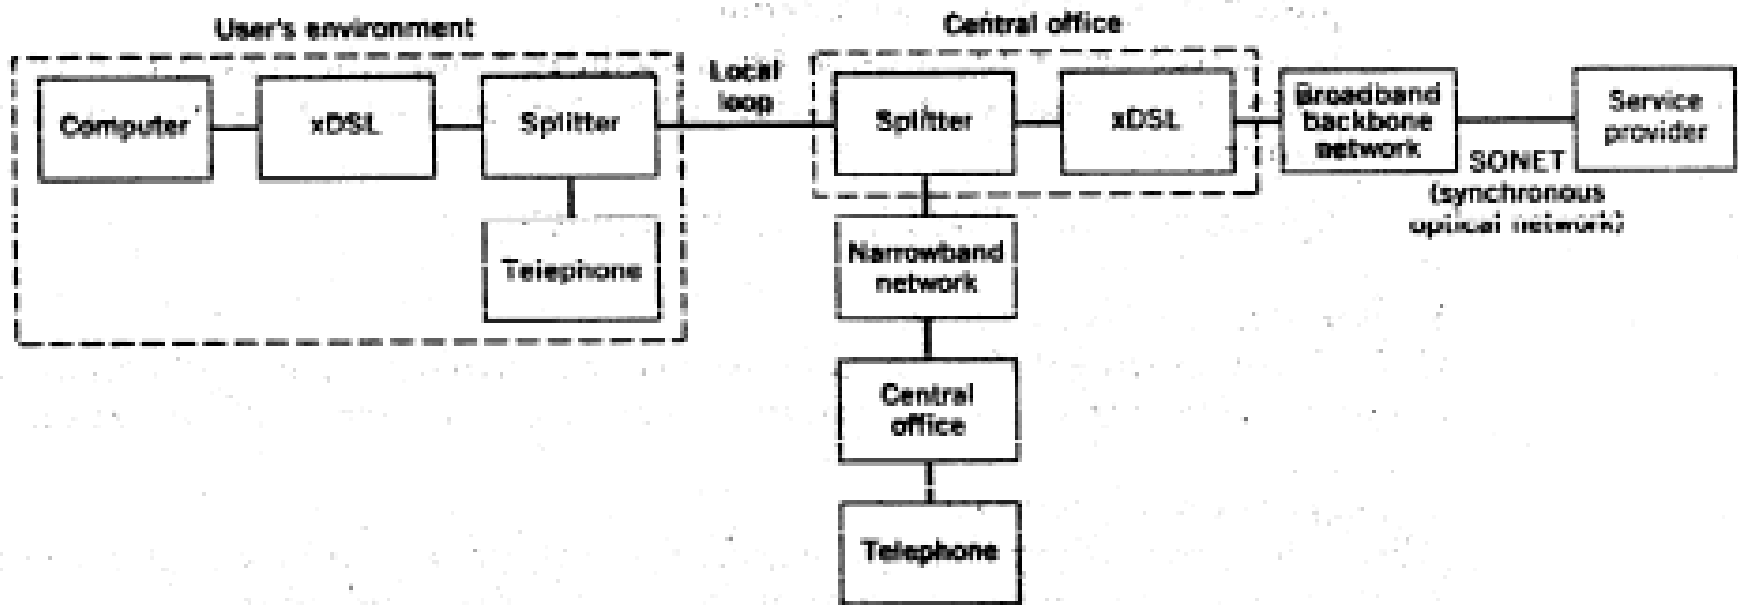 User's environment
Central office
Local
loop
Computer
xDSL
Splitter
Splitter
xDSL
Broadband
backbone
network
Service
provider
SONET
(synchronous
optical network)
Telephone
Narrowband
network
Central
office
Telephone